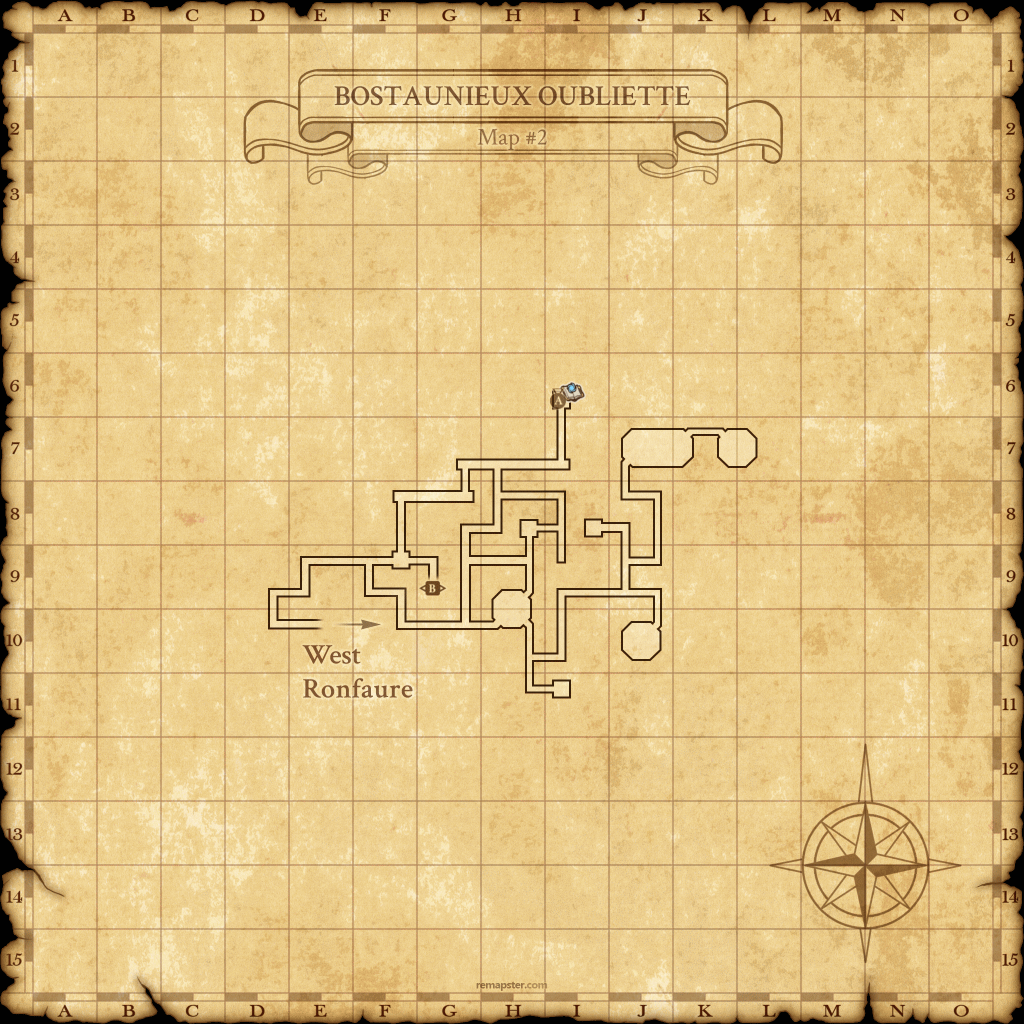 A B C D E F G H I J K L M N O
1 1
BOSTAUNIEUX OUBLIETTE
2 2
Map #2
3 3
4 4
5 5
6 6
A
7 7
8 8
9 9
B
10 10
West
Ronfaure
11 11
12 12
13 13
14 14
15 15
remapster.com
A B C D E F G H I J K L M N O